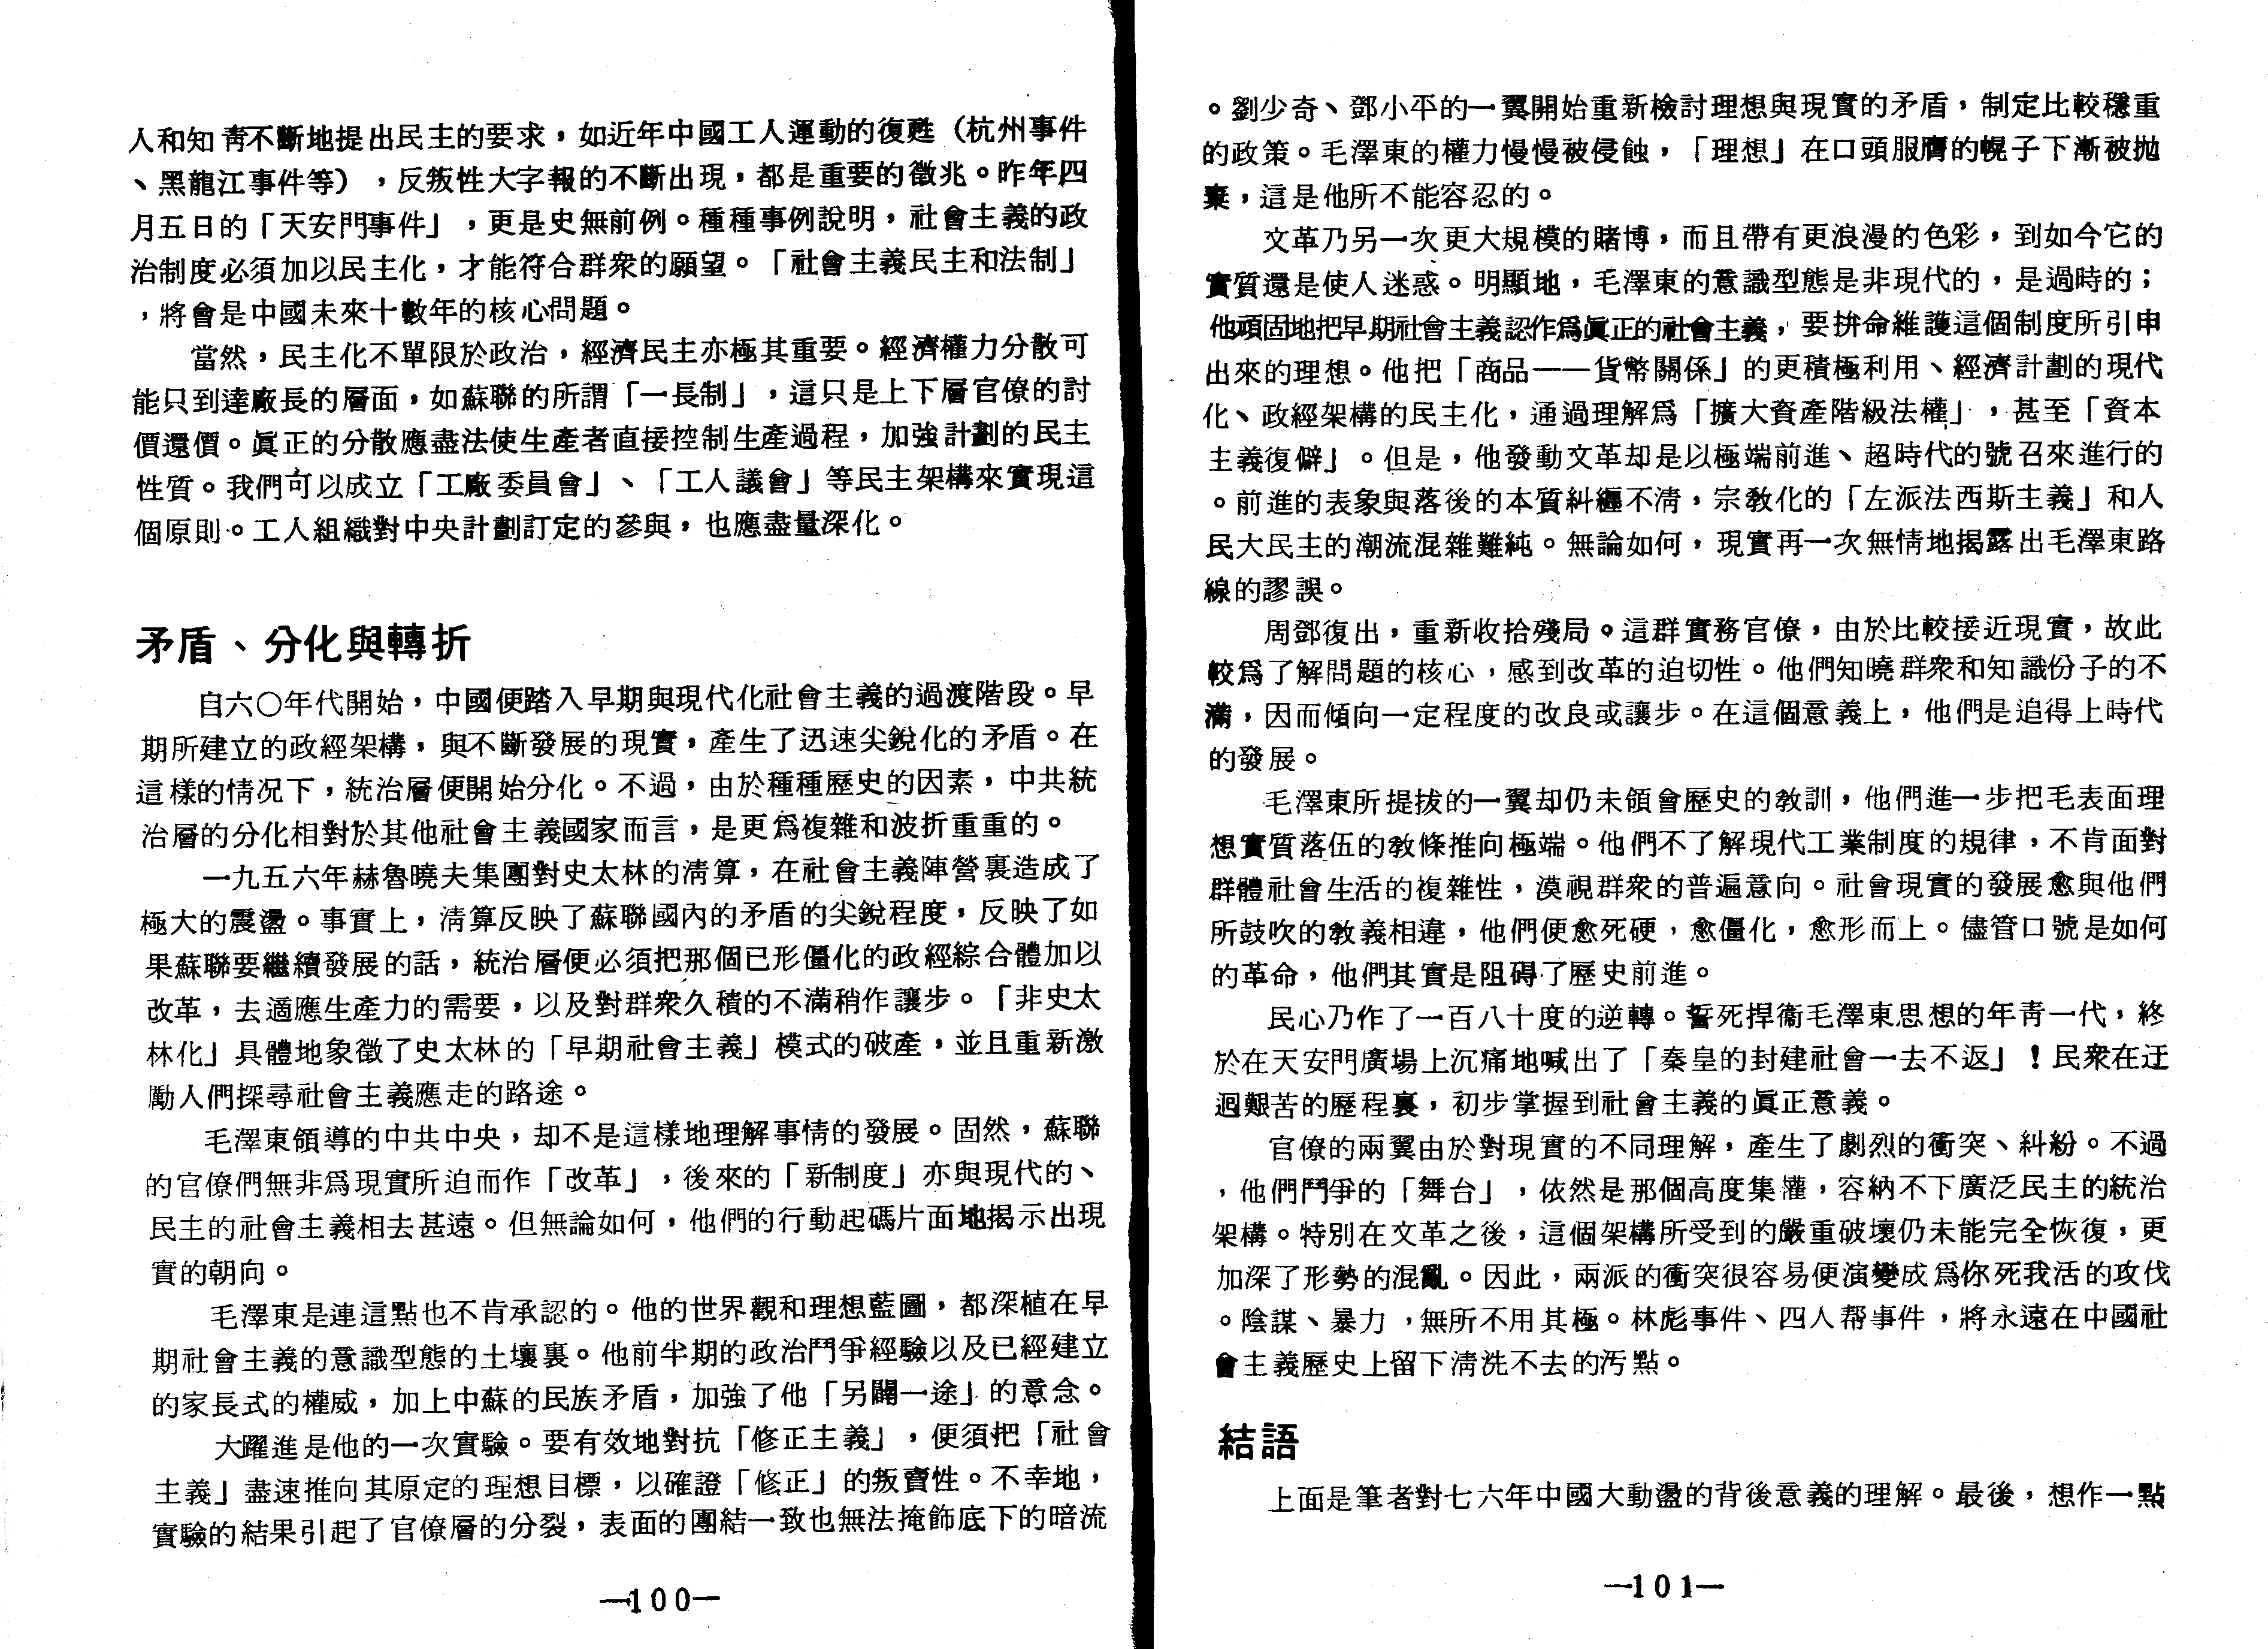 人和知靑不斷地提出民主的要求，如近年中國工人運動的復甦（杭州事件
、黑龍江事件等），反叛性大字報的不斷出現，都是重要的徵兆。昨年四
月五日的「天安門事件」，更是史無前例。種種事例說明，社會主義的政
治制度必須加以民主化，才能符合群衆的願望。「社會主義民主和法制」
，將會是中國未來十數年的核心問題。
當然，民主化不單限於政治，經濟民主亦極其重要。經濟權力分散可
能只到達廠長的層面，如蘇聯的所謂「一長制」，這只是上下層官僚的討
價還價。眞正的分散應盡法使生產者直接控制生產過程，加強計劃的民主
性質。我們可以成立「工廠委員會」、「工人議會」等民主架構來實現這
個原則。工人組織對中央計劃訂定的參與，也應盡量深化。
矛盾、分化與轉折
自六〇年代開始，中國便踏入早期與現代化社會主義的過渡階段。早
期所建立的政經架構，與不斷發展的現實，產生了迅速尖銳化的矛盾。在
這樣的情况下，統治層便開始分化。不過，由於種種歷史的因素，中共統
治層的分化相對於其他社會主義國家而言，是更爲複雜和波折重重的。
一九五六年赫魯曉夫集團對史太林的淸算，在社會主義陣營裏造成了
極大的震盪。事實上，淸算反映了蘇聯國內的矛盾的尖銳程度，反映了如
果蘇聯要繼續發展的話，統治層便必須把那個已形僵化的政經綜合體加以
改革，去適應生產力的需要，以及對群衆久積的不滿稍作讓步。「非史太
林化」具體地象徵了史太林的「早期社會主義」模式的破產，並且重新激
勵人們探尋社會主義應走的路途。
毛澤東領導的中共中央，却不是這樣地理解事情的發展。固然，蘇聯
的官僚們無非爲現實所迫而作「改革」，後來的「新制度」亦與現代的、
民主的社會主義相去甚遠。但無論如何，他們的行動起碼片面地揭示出現
實的朝向。
毛澤東是連這點也不肯承認的。他的世界觀和理想藍圖，都深植在早
期社會主義的意識型態的土壤裏。他前半期的政治鬥爭經驗以及已經建立
的家長式的權威，加上中蘇的民族矛盾，加強了他「另闢一途」的意念。
大躍進是他的一次實驗。要有效地對抗「修正主義」，便須把「社會
主義」盡速推向其原定的理想目標，以確證「修正」的叛賣性。不幸地，
實驗的結果引起了官僚層的分裂，表面的團結一致也無法掩飾底下的暗流
—100—
。劉少奇、鄧小平的一翼開始重新檢討理想與現實的矛盾，制定比較穩重
的政策。毛澤東的權力慢慢被侵蝕，「理想」在口頭服膺的幌子下漸被拋
棄，這是他所不能容忍的。
文革乃另一次更大規模的賭博，而且帶有更浪漫的色彩，到如今它的
實質還是使人迷惑。明顯地，毛澤東的意識型態是非現代的，是過時的；
他頑固地把早期社會主義認作爲眞正的社會主義，要拚命維護這個制度所引申
出來的理想。他把「商品——貨幣關係」的更積極利用、經濟計劃的現代
化、政經架構的民主化，通過理解爲「擴大資產階級法權」，甚至「資本
主義復僻」。但是，他發動文革却是以極端前進、超時代的號召來進行的
。前進的表象與落後的本質糾纏不淸，宗敎化的「左派法西斯主義」和人
民大民主的潮流混雜難純。無論如何，現實再一次無情地揭露出毛澤東路
線的謬誤。
周鄧復出，重新收拾殘局。這群實務官僚，由於比較接近現實，故此
較爲了解問題的核心，感到改革的迫切性。他們知曉群衆和知識份子的不
滿，因而傾向一定程度的改良或讓步。在這個意義上，他們是追得上時代
的發展。
毛澤東所提拔的一翼却仍未領會歷史的敎訓，他們進一步把毛表面理
想實質落伍的敎條推向極端。他們不了解現代工業制度的規律，不肯面對
群體社會生活的複雜性，漠視群衆的普遍意向。社會現實的發展愈與他們
所鼓吹的敎義相違，他們便愈死硬，愈僵化，愈形而上。儘管口號是如何
的革命，他們其實是阻碍了歷史前進。
民心乃作了一百八十度的逆轉。誓死捍衞毛澤東思想的年靑一代，終
於在天安門廣場上沉痛地喊出了「秦皇的封建社會一去不返」！民衆在迂
迴艱苦的歷程裏，初步掌握到社會主義的眞正意義。
官僚的兩翼由於對現實的不同理解，產生了劇烈的衝突、糾紛。不過
，他們鬥爭的「舞台」，依然是那個高度集權，容納不下廣泛民主的統治
架構。特別在文革之後，這個架構所受到的嚴重破壞仍未能完全恢復，更
加深了形勢的混亂。因此，兩派的衝突很容易便演變成爲你死我活的攻伐
。陰謀、暴力，無所不用其極。林彪事件、四人帮事件，將永遠在中國社
會主義歷史上留下淸洗不去的汚點。
結語
上面是筆者對七六年中國大動盪的背後意義的理解。最後，想作一點
—101—